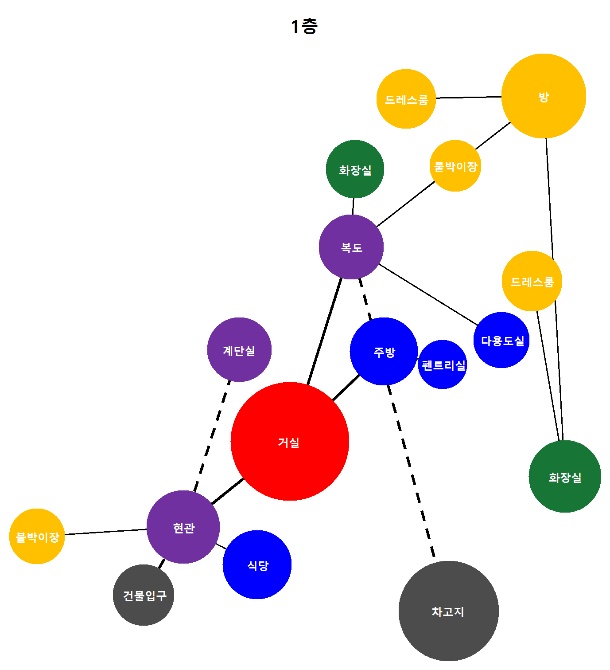 1층
드레스룸
방
화장실
붙박이장
복도
드레스룸
계단실
주방
펜트리실
다용도실
거실
화장실
현관
붙박이장
식당
건물입구
차고지